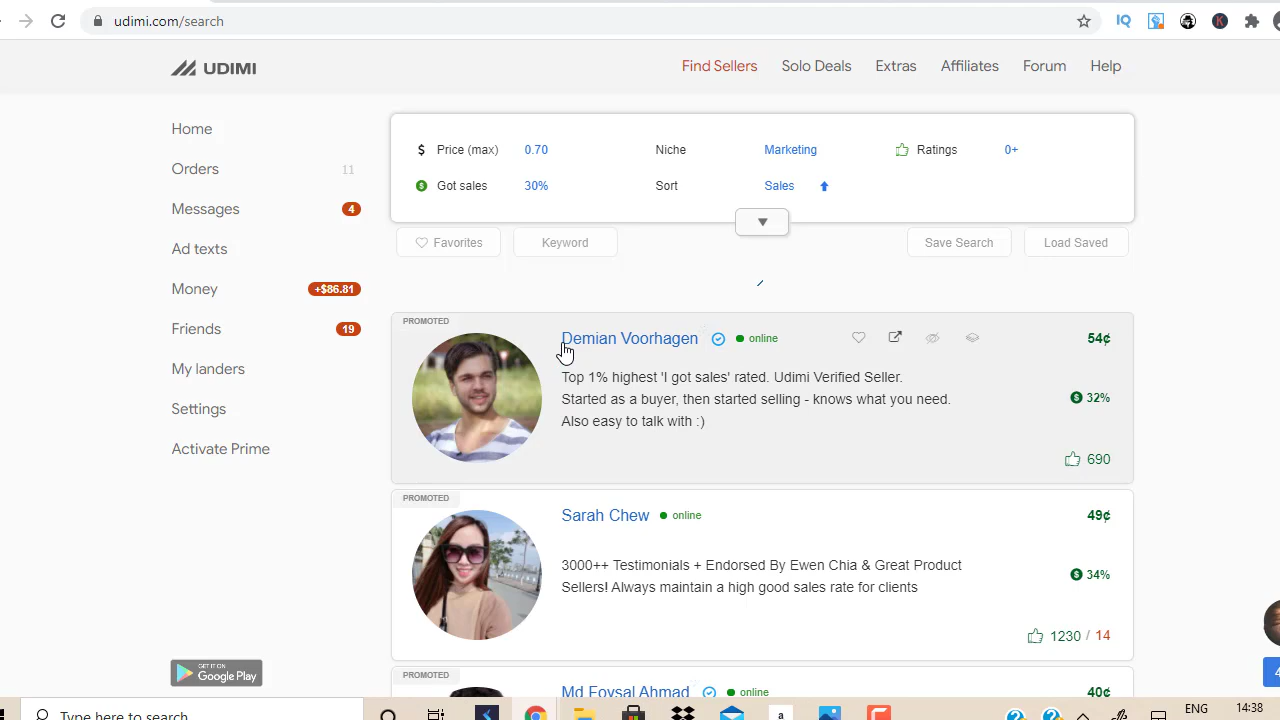 udimi.com/search
UDIMI
Find Sellers
Solo Deals
Extras
Affiliates
Forum
Help
Home
Orders 11
Messages 4
Ad texts
Money +$86.81
Friends 19
My landers
Settings
Activate Prime
GET IT ON
Google Play
$ Price (max) 0.70 Niche Marketing Ratings 0+
$ Got sales 30% Sort Sales
Favorites
Keyword
Save Search
Load Saved
PROMOTED
Demian Voorhagen online 54¢
Top 1% highest 'I got sales' rated. Udimi Verified Seller.
Started as a buyer, then started selling - knows what you need.
Also easy to talk with :)
$ 32%
690
PROMOTED
Sarah Chew online 49¢
3000++ Testimonials + Endorsed By Ewen Chia & Great Product
Sellers! Always maintain a high good sales rate for clients
$ 34%
1230 / 14
PROMOTED
Md Foysal Ahmad online 40¢
Type here to search
ENG
14:38